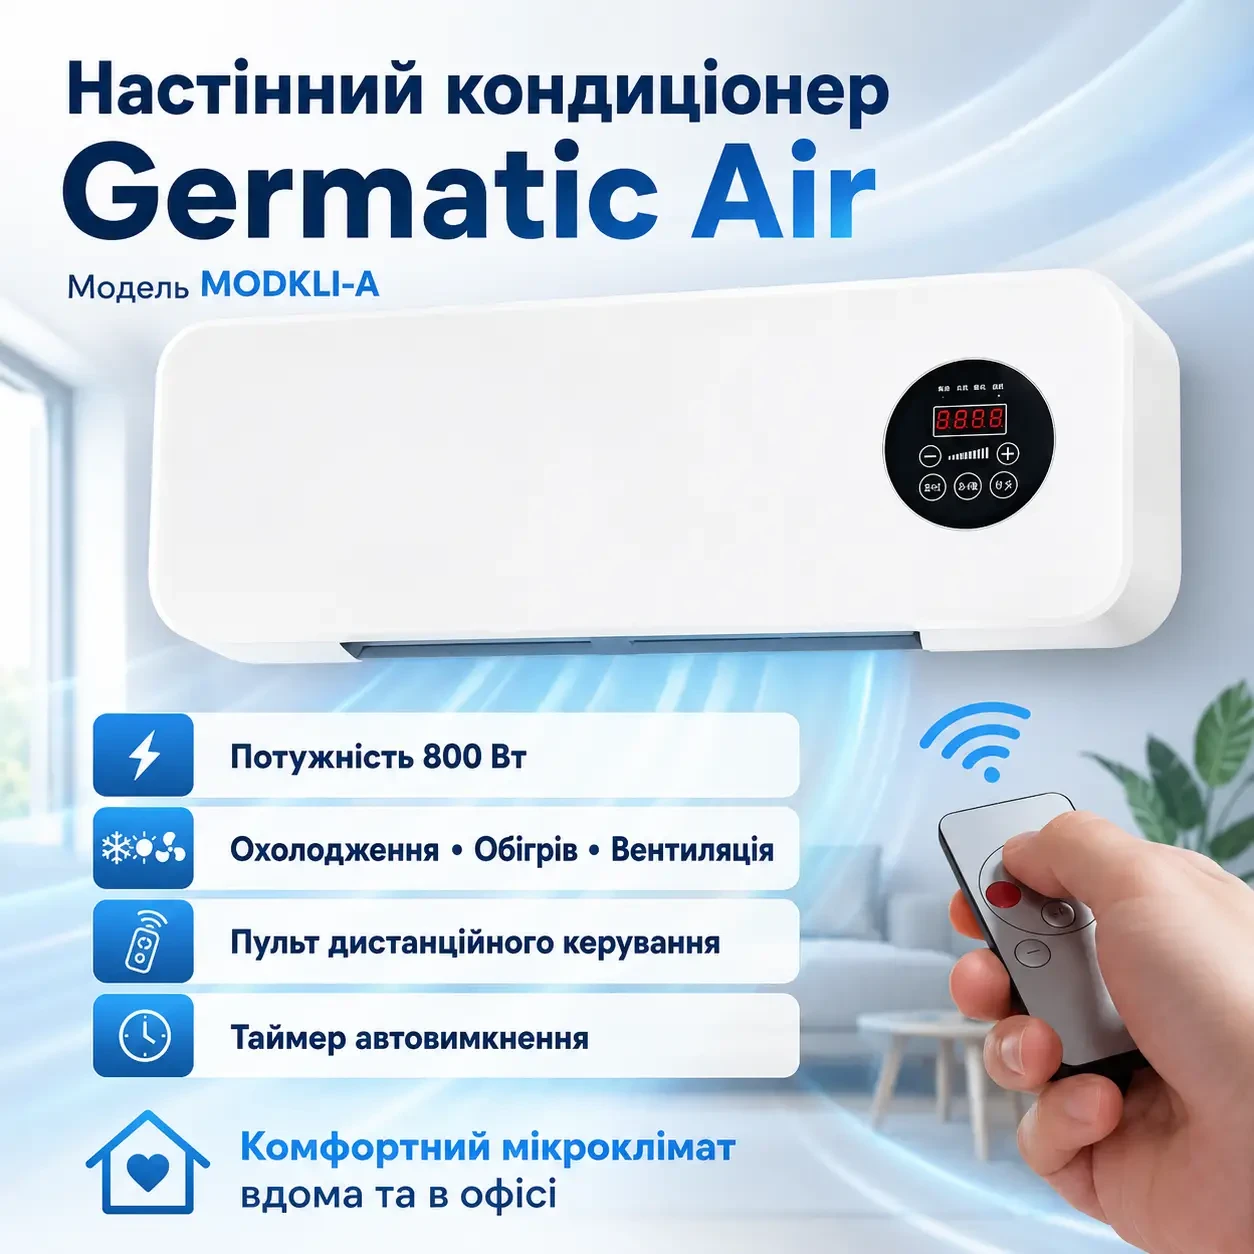 Настінний кондиціонер
Germatic Air
Модель MODKLI-A
Потужність 800 Вт
Охолодження • Обігрів • Вентиляція
Пульт дистанційного керування
Таймер автовимкнення
Комфортний мікроклімат
вдома та в офісі